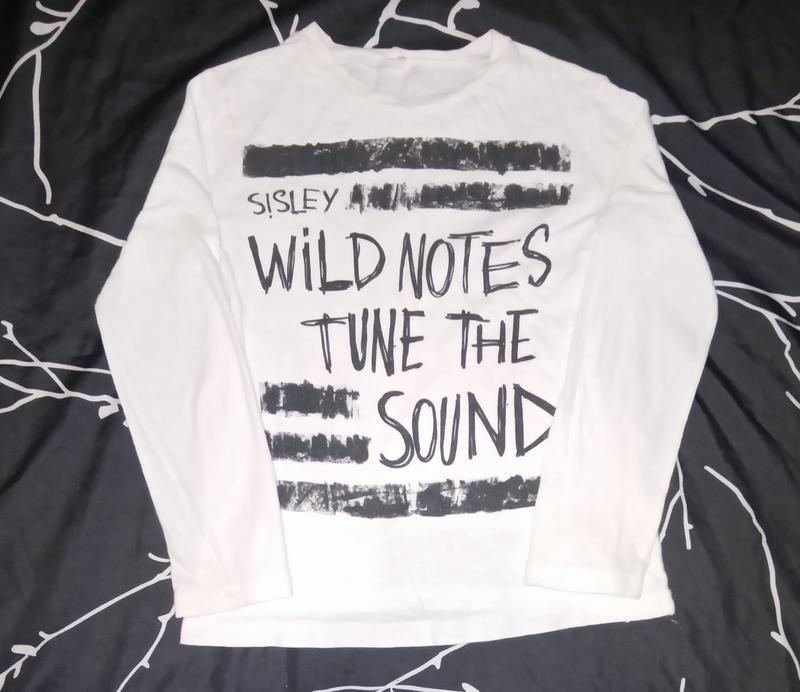 SISLEY
WiLD NOTES
TUNE THE
SOUND